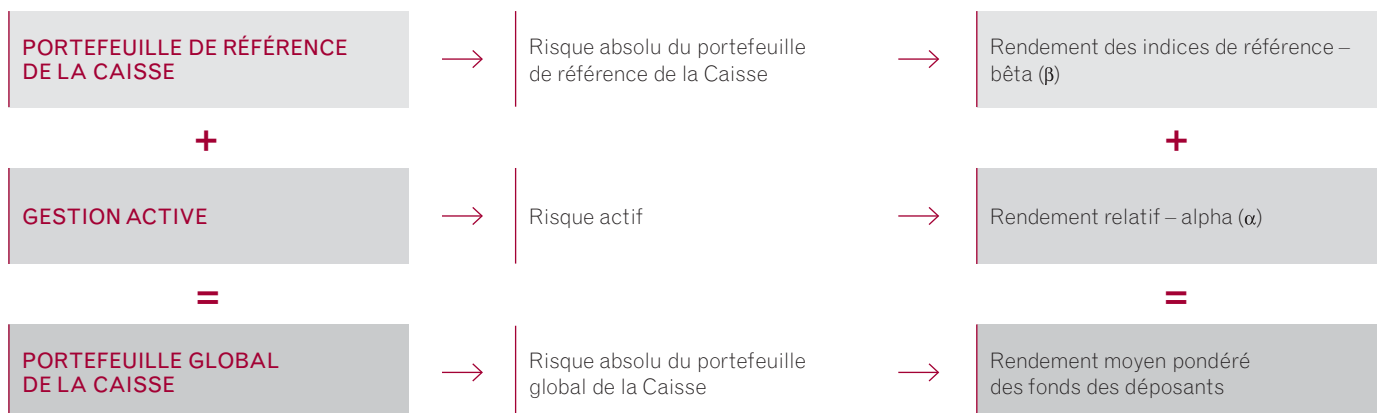 PORTEFEUILLE DE RÉFÉRENCE
DE LA CAISSE
Risque absolu du portefeuille
de référence de la Caisse
Rendement des indices de référence –
bêta (β)
+
+
GESTION ACTIVE
Risque actif
Rendement relatif – alpha (α)
=
=
PORTEFEUILLE GLOBAL
DE LA CAISSE
Risque absolu du portefeuille
global de la Caisse
Rendement moyen pondéré
des fonds des déposants